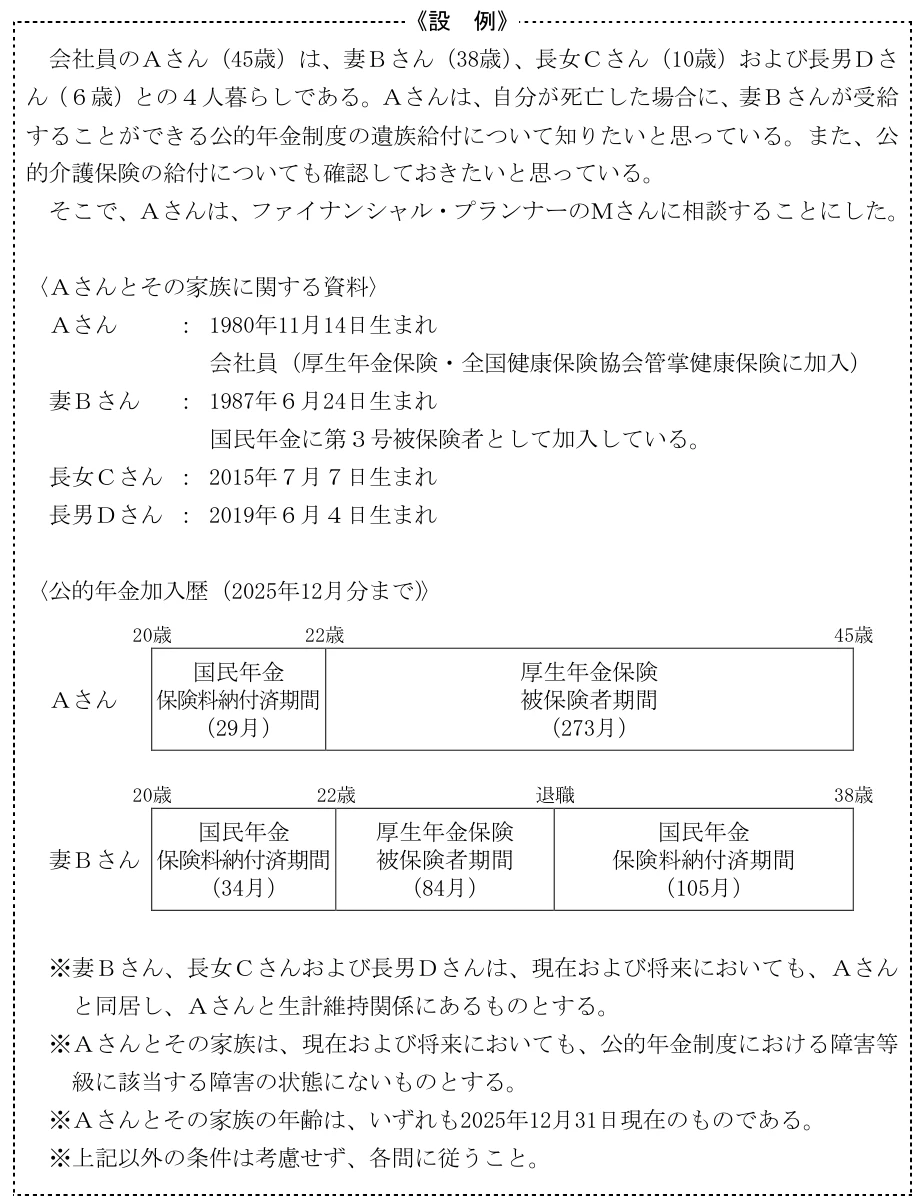 《設　例》
会社員のAさん（45歳）は、妻Bさん（38歳）、長女Cさん（10歳）および長男Dさ
ん（６歳）との４人暮らしである。Aさんは、自分が死亡した場合に、妻Bさんが受給
することができる公的年金制度の遺族給付について知りたいと思っている。また、公
的介護保険の給付についても確認しておきたいと思っている。
そこで、Aさんは、ファイナンシャル・プランナーのMさんに相談することにした。
〈Aさんとその家族に関する資料〉
Aさん　：　1980年11月14日生まれ
会社員（厚生年金保険・全国健康保険協会管掌健康保険に加入）
妻Bさん　：　1987年６月24日生まれ
国民年金に第３号被保険者として加入している。
長女Cさん　：　2015年７月７日生まれ
長男Dさん　：　2019年６月４日生まれ
〈公的年金加入歴（2025年12月分まで）〉
20歳　22歳　45歳
Aさん
国民年金
保険料納付済期間
（29月）
厚生年金保険
被保険者期間
（273月）
20歳　22歳　退職　38歳
妻Bさん
国民年金
保険料納付済期間
（34月）
厚生年金保険
被保険者期間
（84月）
国民年金
保険料納付済期間
（105月）
※妻Bさん、長女Cさんおよび長男Dさんは、現在および将来においても、Aさん
と同居し、Aさんと生計維持関係にあるものとする。
※Aさんとその家族は、現在および将来においても、公的年金制度における障害等
級に該当する障害の状態にないものとする。
※Aさんとその家族の年齢は、いずれも2025年12月31日現在のものである。
※上記以外の条件は考慮せず、各問に従うこと。